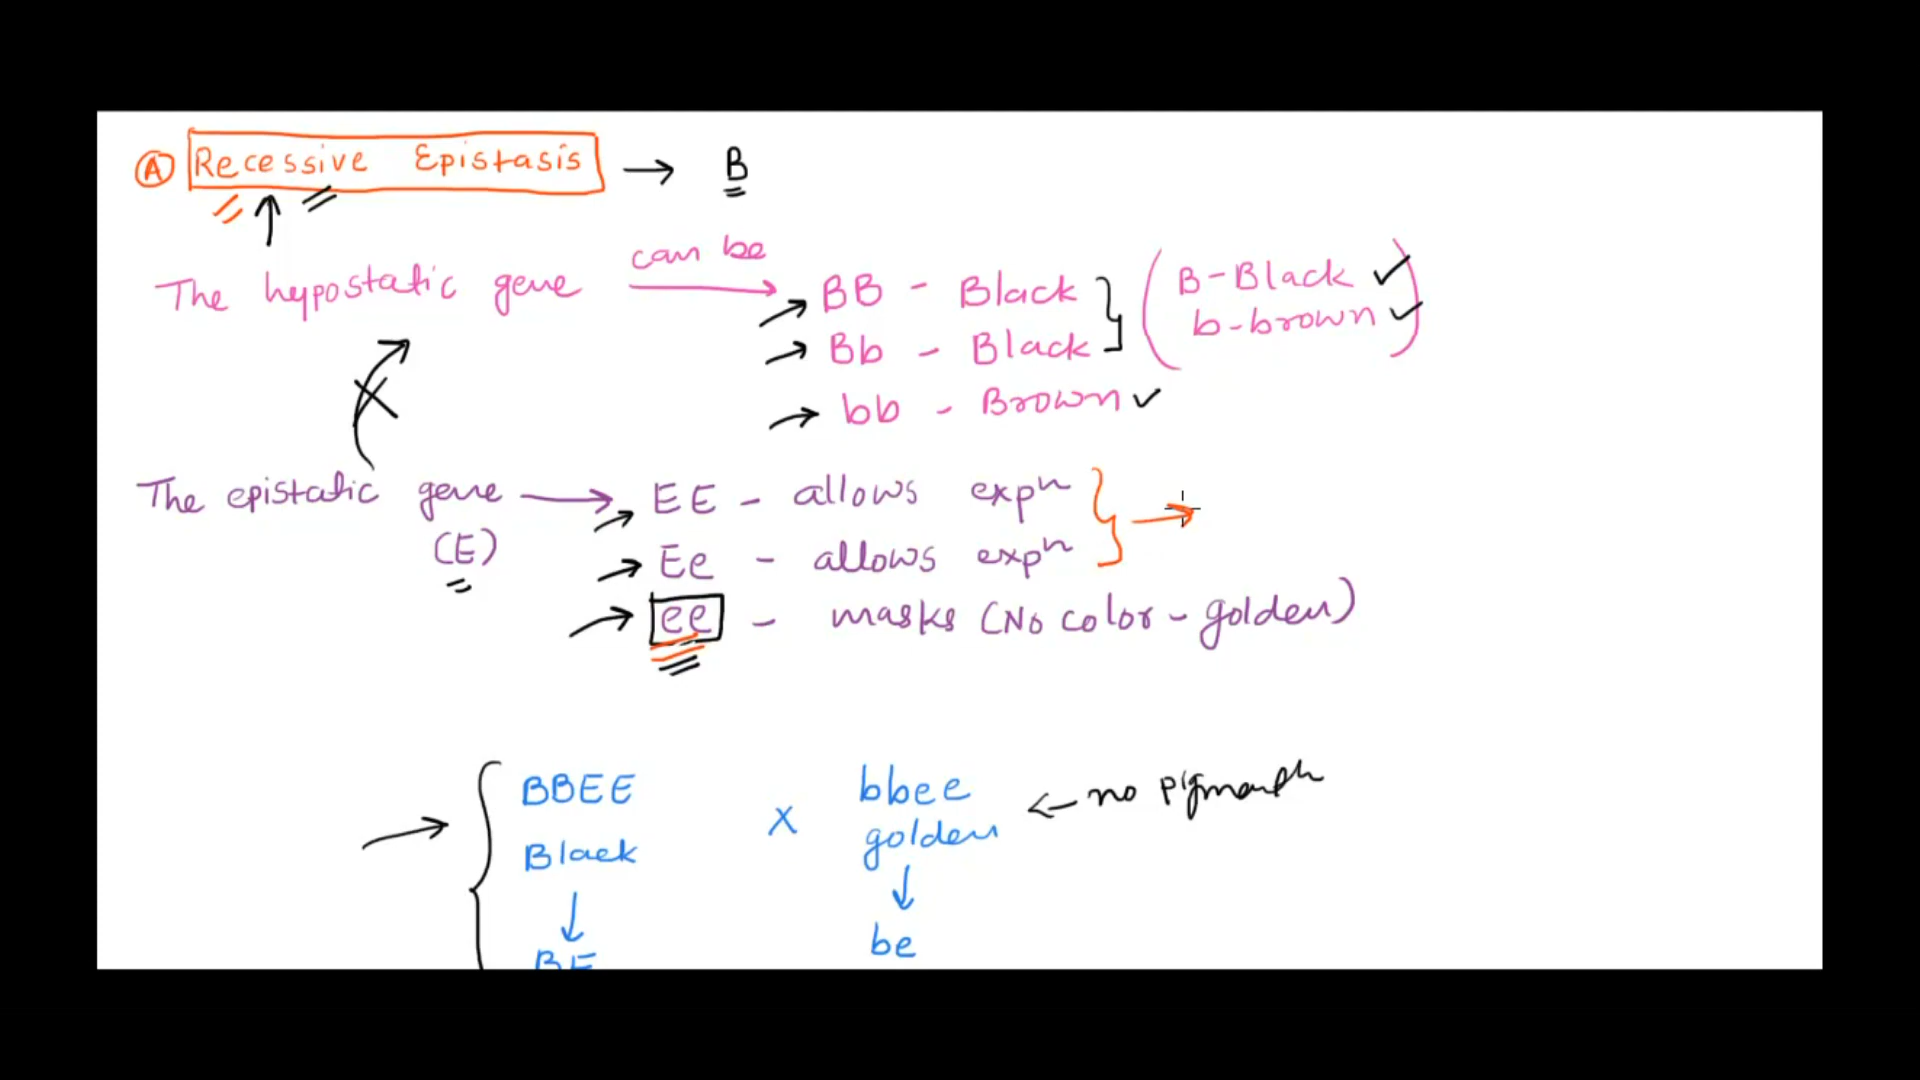 A Recessive Epistasis → B
The hypostatic gene can be → BB - Black } (B-Black ✓
b-brown ✓)
Bb - Black
bb - Brown ✓
The epistatic gene → EE - allows expn
(E)
Ee - allows expn
ee - masks (No color - golden)
BBEE x bbee ← no
Black golden
BE be